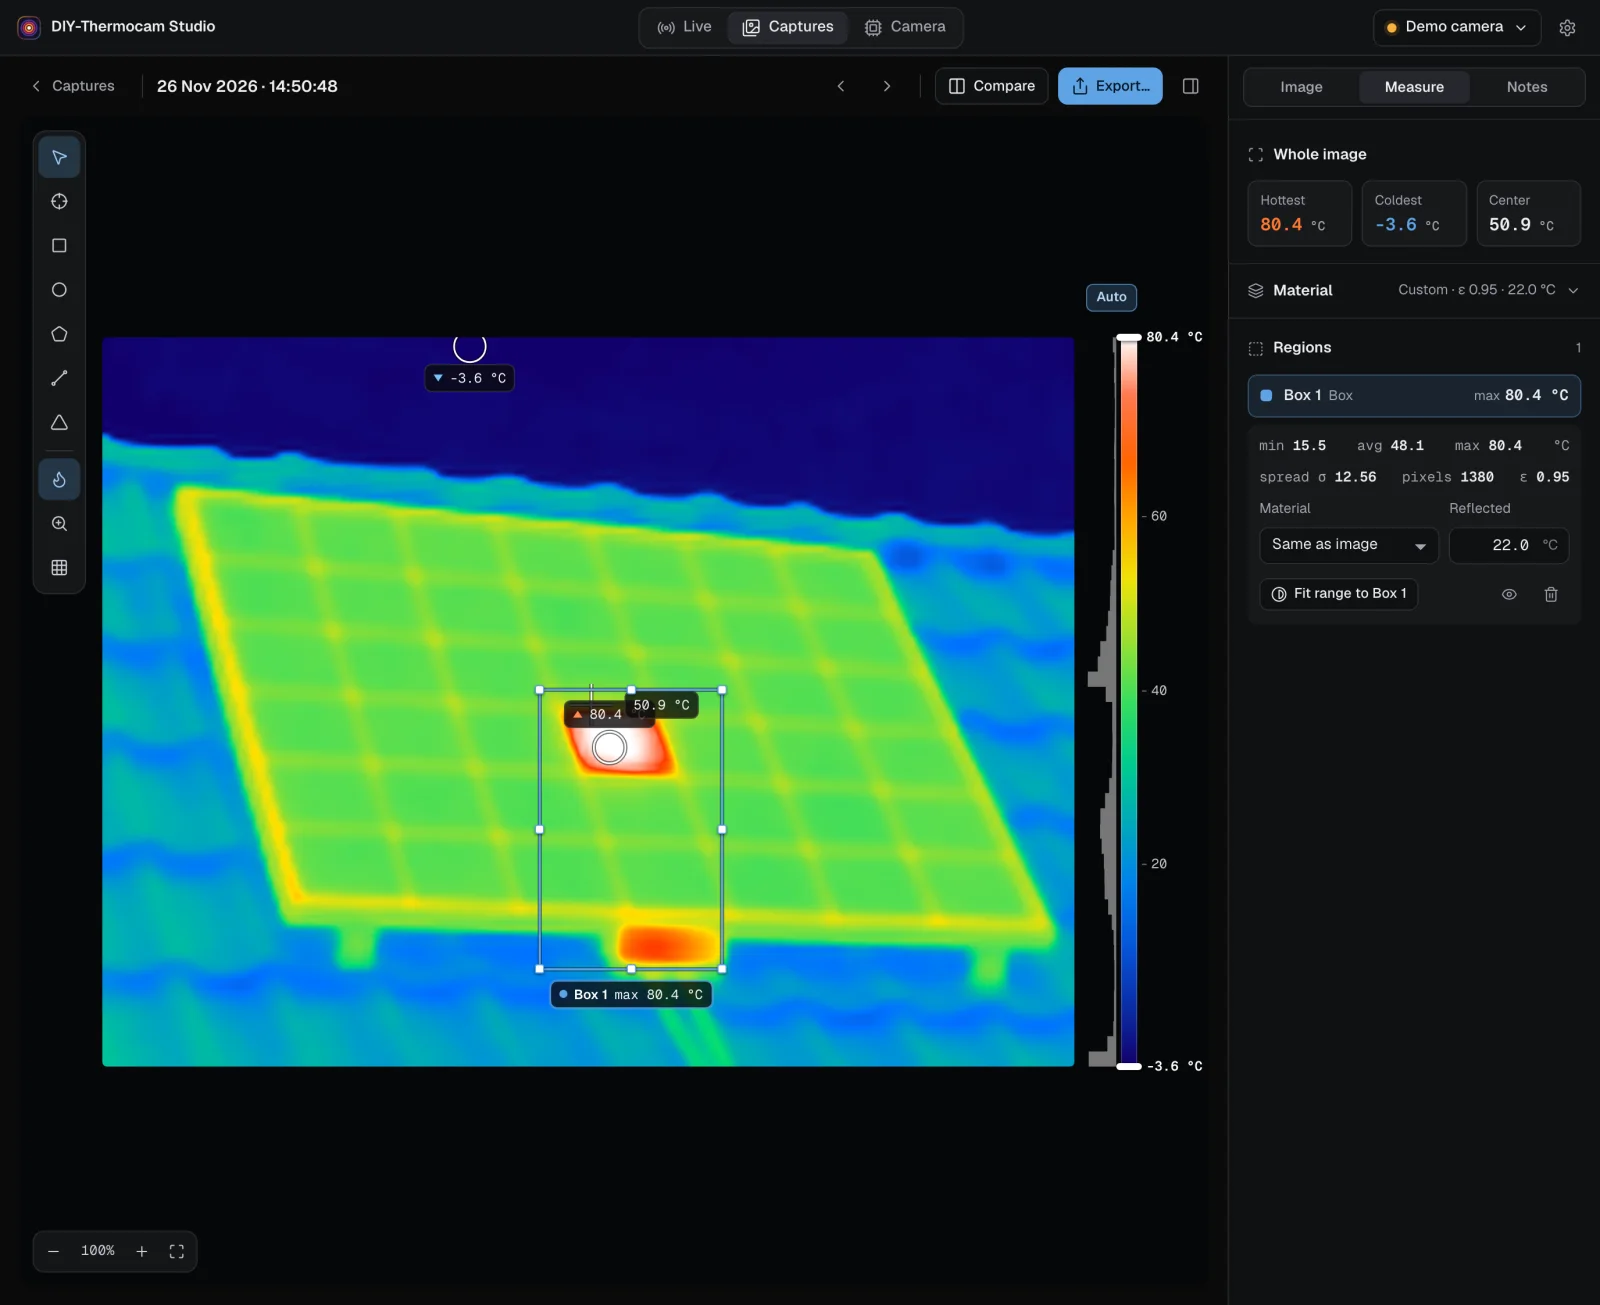 DIY-Thermocam Studio
Live
Captures
Camera
Demo camera
Captures
26 Nov 2026 · 14:50:48
Compare
Export...
Image
Measure
Notes
Whole image
Hottest
80.4 °C
Coldest
-3.6 °C
Center
50.9 °C
Material
Custom · ε 0.95 · 22.0 °C
Regions
1
Box 1 Box
max 80.4 °C
min 15.5 avg 48.1 max 80.4 °C
spread σ 12.56 pixels 1380 ε 0.95
Material
Reflected
Same as image
22.0 °C
Fit range to Box 1
Auto
80.4 °C
60
40
20
-3.6 °C
-3.6 °C
50.9 °C
80.4
Box 1 max 80.4 °C
100%